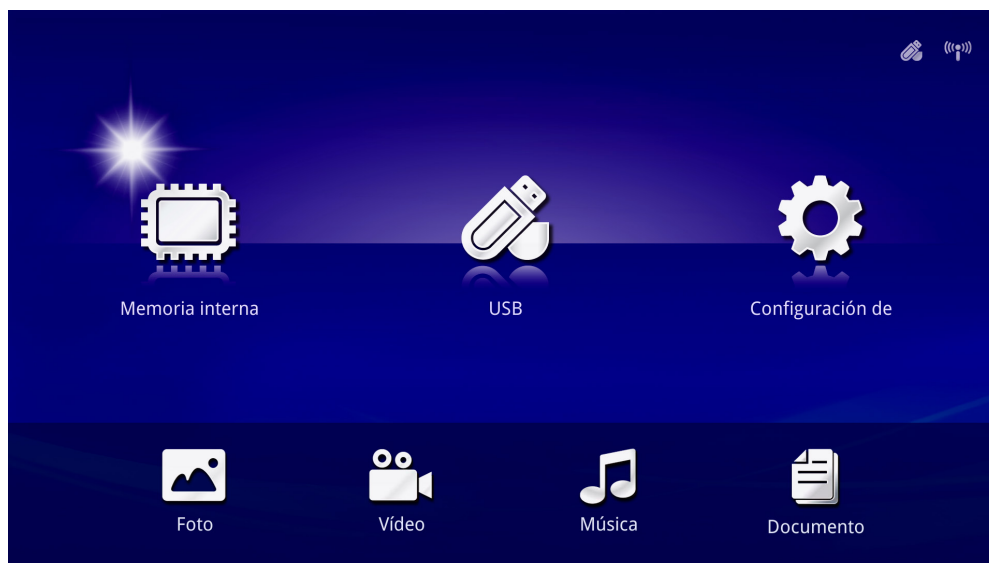 Memoria interna
USB
Configuración de
Foto
Vídeo
Música
Documento